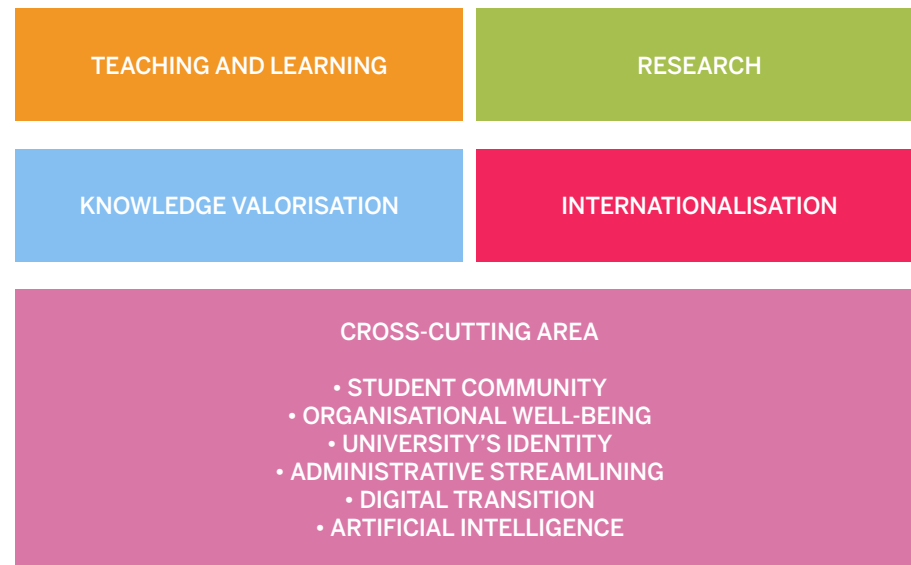 TEACHING AND LEARNING
RESEARCH
KNOWLEDGE VALORISATION
INTERNATIONALISATION
CROSS-CUTTING AREA
• STUDENT COMMUNITY
• ORGANISATIONAL WELL-BEING
• UNIVERSITY’S IDENTITY
• ADMINISTRATIVE STREAMLINING
• DIGITAL TRANSITION
• ARTIFICIAL INTELLIGENCE